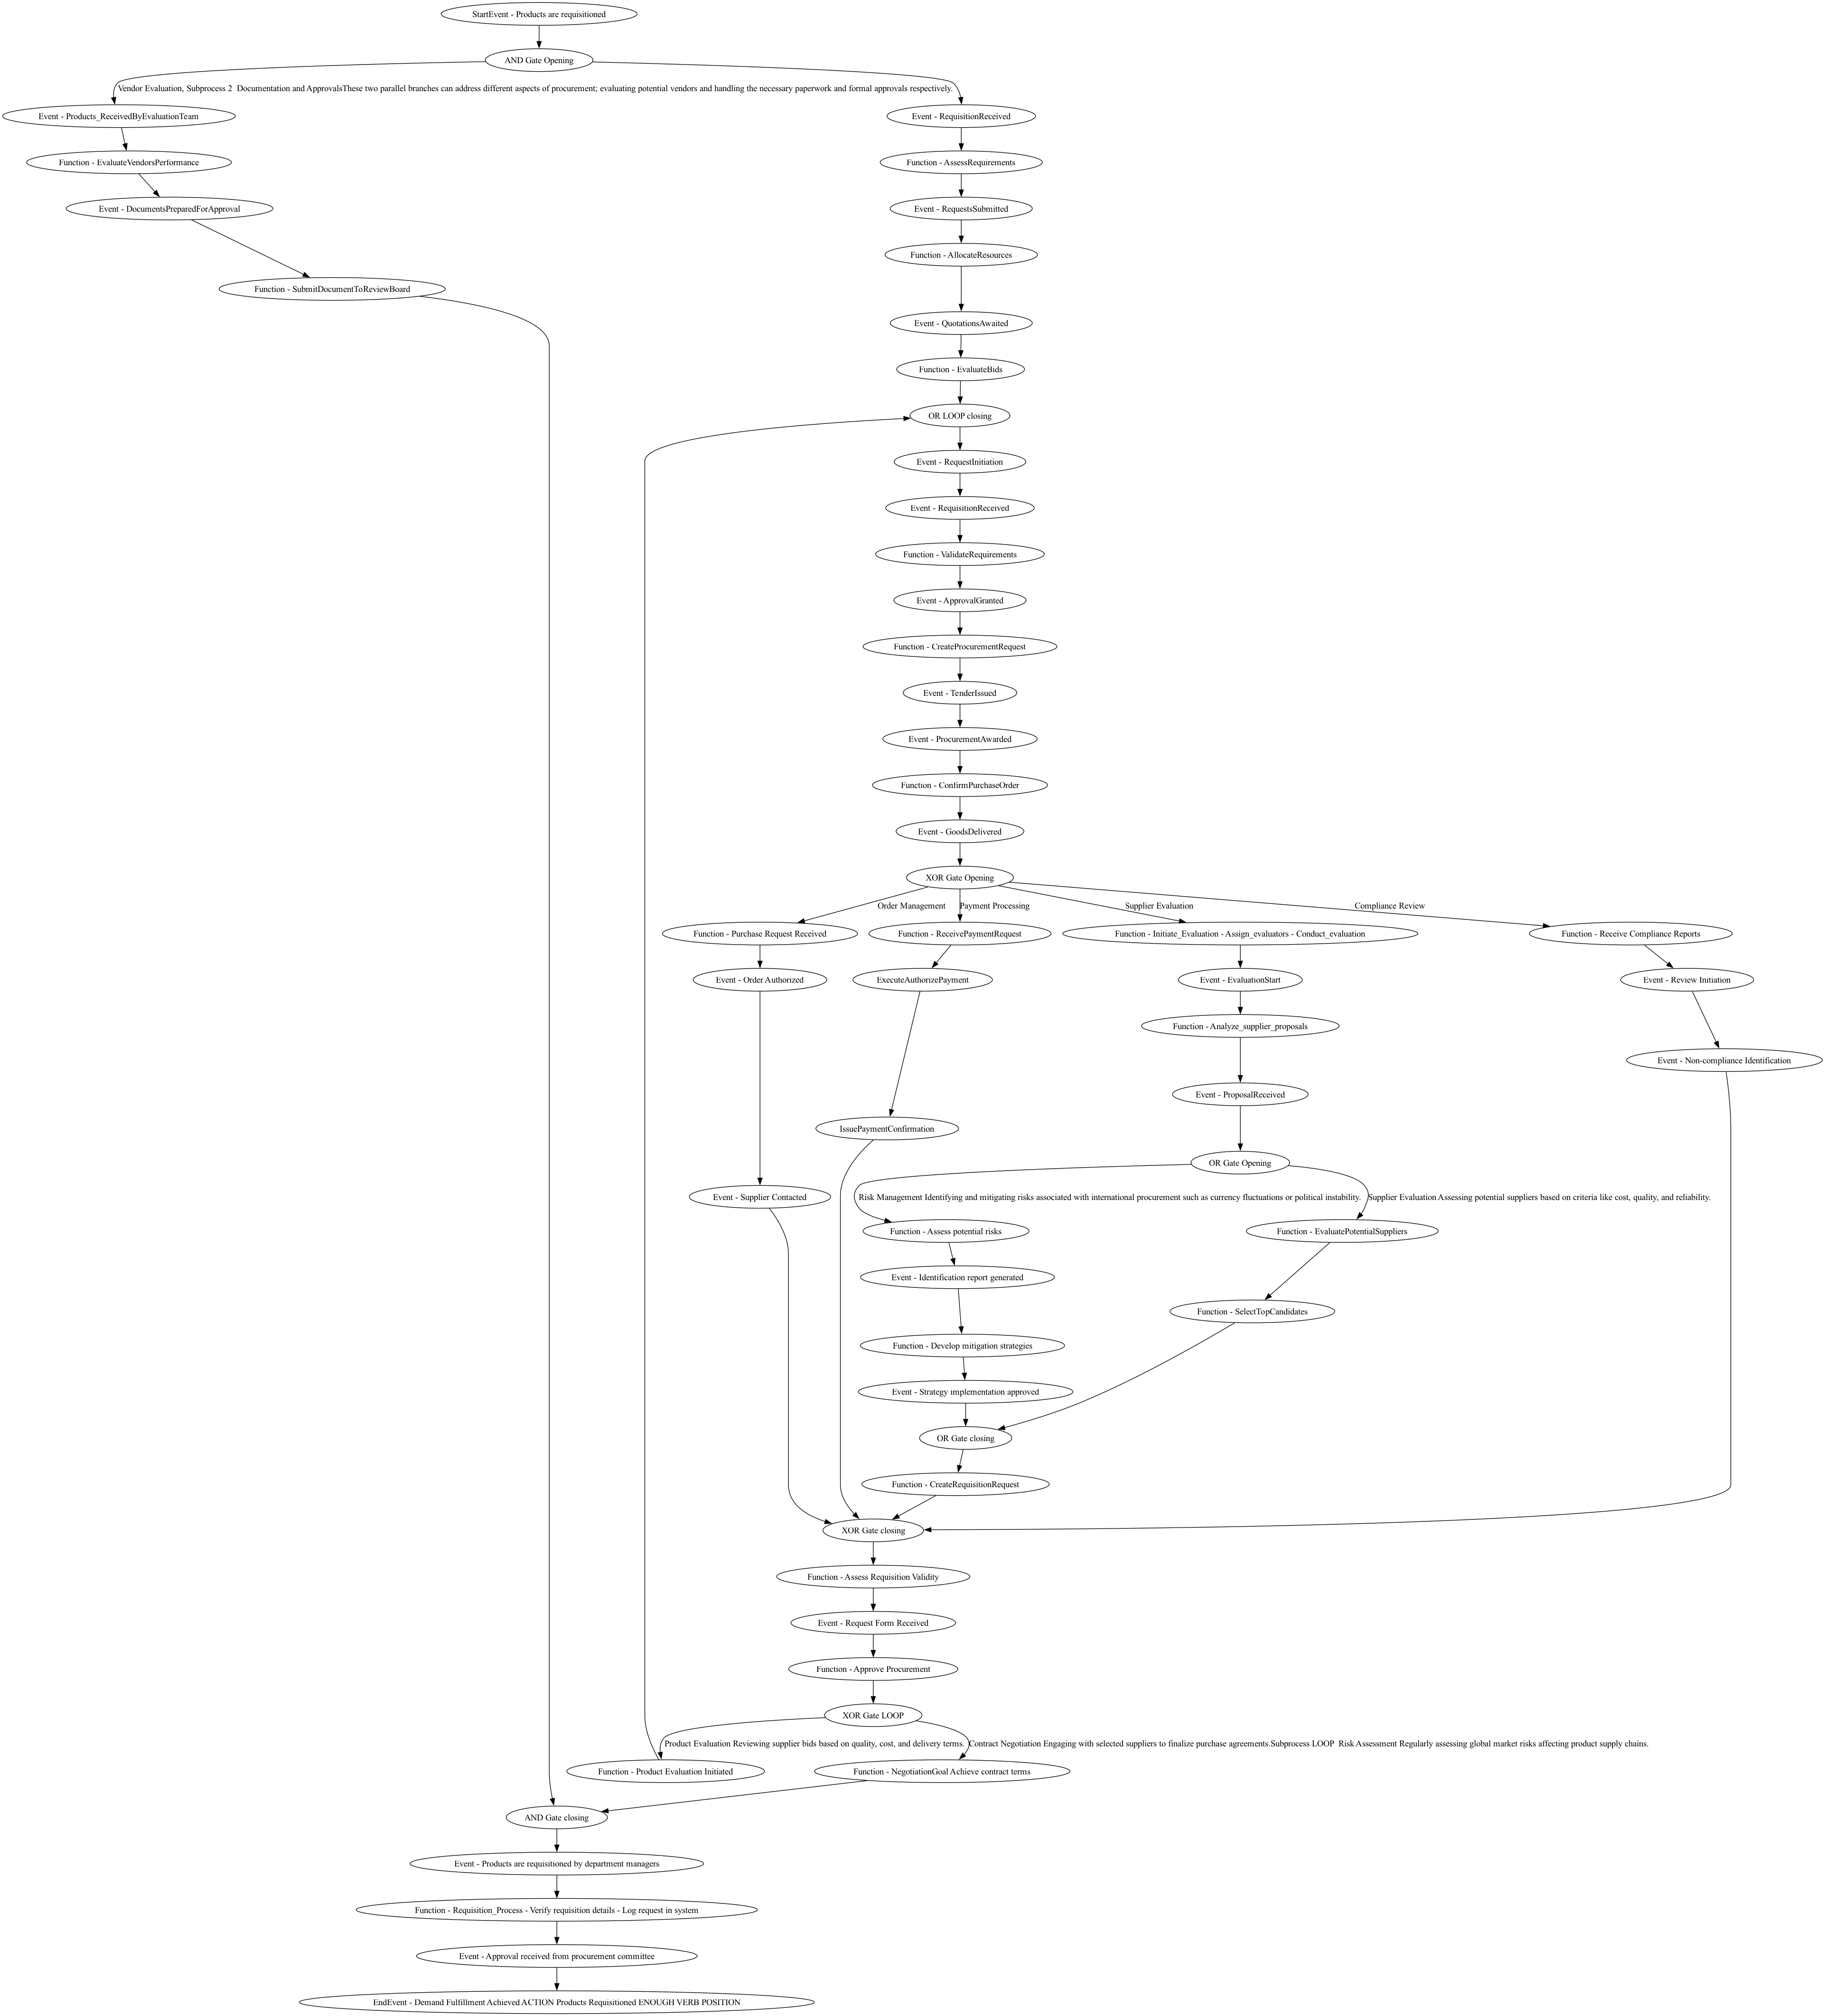 StartEvent - Products are requisitioned
AND Gate Opening
Vendor Evaluation, Subprocess 2  Documentation and ApprovalsThese two parallel branches can address different aspects of procurement; evaluating potential vendors and handling the necessary paperwork and formal approvals respectively.
Event - Products_ReceivedByEvaluationTeam
Event - RequisitionReceived
Function - EvaluateVendorsPerformance
Function - AssessRequirements
Event - DocumentsPreparedForApproval
Event - RequestsSubmitted
Function - AllocateResources
Function - SubmitDocumentToReviewBoard
Event - QuotationsAwaited
Function - EvaluateBids
OR LOOP closing
Event - RequestInitiation
Event - RequisitionReceived
Function - ValidateRequirements
Event - ApprovalGranted
Function - CreateProcurementRequest
Event - TenderIssued
Event - ProcurementAwarded
Function - ConfirmPurchaseOrder
Event - GoodsDelivered
XOR Gate Opening
Order Management
Payment Processing
Supplier Evaluation
Compliance Review
Function - Purchase Request Received
Function - ReceivePaymentRequest
Function - Initiate_Evaluation - Assign_evaluators - Conduct_evaluation
Function - Receive Compliance Reports
Event - Order Authorized
ExecuteAuthorizePayment
Event - EvaluationStart
Event - Review Initiation
Function - Analyze_supplier_proposals
Event - Non-compliance Identification
Event - ProposalReceived
IssuePaymentConfirmation
OR Gate Opening
Event - Supplier Contacted
Risk Management Identifying and mitigating risks associated with international procurement such as currency fluctuations or political instability.
Supplier Evaluation Assessing potential suppliers based on criteria like cost, quality, and reliability.
Function - Assess potential risks
Function - EvaluatePotentialSuppliers
Event - Identification report generated
Function - SelectTopCandidates
Function - Develop mitigation strategies
Event - Strategy implementation approved
OR Gate closing
Function - CreateRequisitionRequest
XOR Gate closing
Function - Assess Requisition Validity
Event - Request Form Received
Function - Approve Procurement
XOR Gate LOOP
Product Evaluation Reviewing supplier bids based on quality, cost, and delivery terms.
Contract Negotiation Engaging with selected suppliers to finalize purchase agreements.Subprocess LOOP  Risk Assessment Regularly assessing global market risks affecting product supply chains.
Function - Product Evaluation Initiated
Function - NegotiationGoal Achieve contract terms
AND Gate closing
Event - Products are requisitioned by department managers
Function - Requisition_Process - Verify requisition details - Log request in system
Event - Approval received from procurement committee
EndEvent - Demand Fulfillment Achieved ACTION Products Requisitioned ENOUGH VERB POSITION